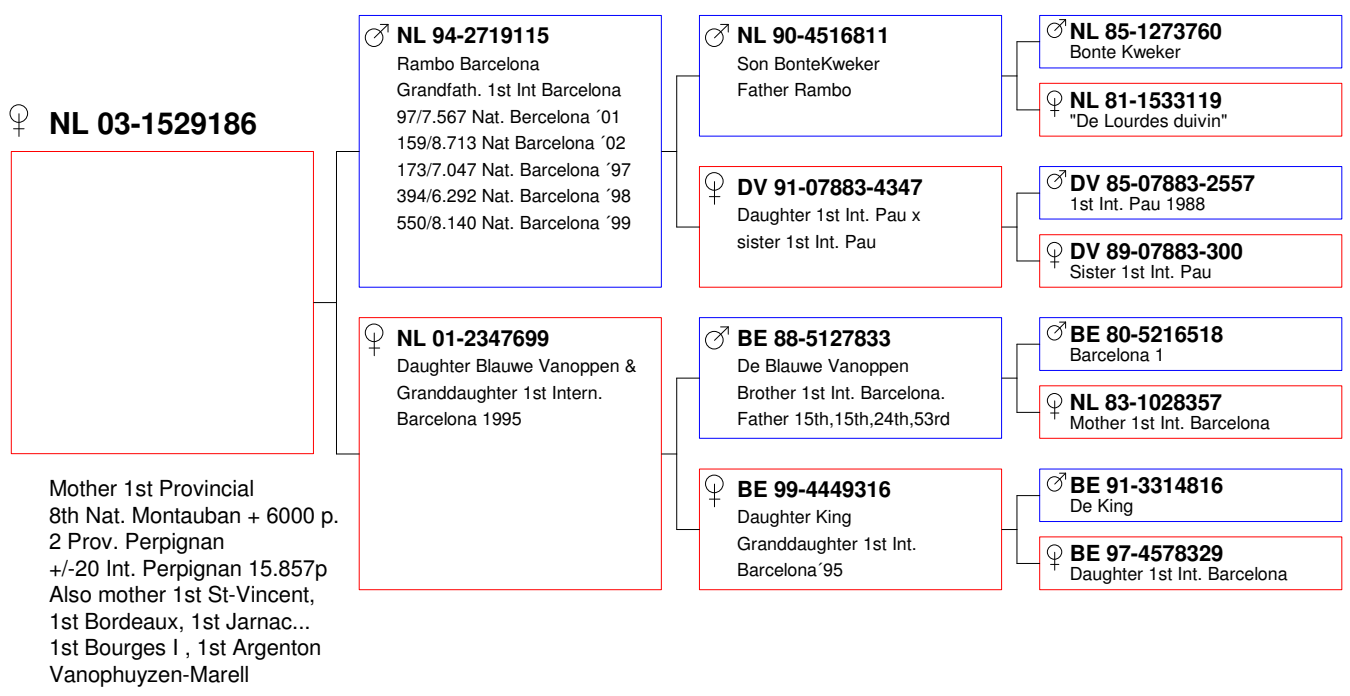 NL 03-1529186
Mother 1st Provincial
8th Nat. Montauban + 6000 p.
2 Prov. Perpignan
+/-20 Int. Perpignan 15.857p
Also mother 1st St-Vincent,
1st Bordeaux, 1st Jarnac...
1st Bourges I , 1st Argenton
Vanophuyzen-Marell
NL 94-2719115
Rambo Barcelona
Grandfath. 1st Int Barcelona
97/7.567 Nat. Bercelona ´01
159/8.713 Nat Barcelona ´02
173/7.047 Nat. Barcelona ´97
394/6.292 Nat. Barcelona ´98
550/8.140 Nat. Barcelona ´99
NL 01-2347699
Daughter Blauwe Vanoppen &
Granddaughter 1st Intern.
Barcelona 1995
NL 90-4516811
Son BonteKweker
Father Rambo
DV 91-07883-4347
Daughter 1st Int. Pau x
sister 1st Int. Pau
BE 88-5127833
De Blauwe Vanoppen
Brother 1st Int. Barcelona.
Father 15th,15th,24th,53rd
BE 99-4449316
Daughter King
Granddaughter 1st Int.
Barcelona´95
NL 85-1273760
Bonte Kweker
NL 81-1533119
"De Lourdes duivin"
DV 85-07883-2557
1st Int. Pau 1988
DV 89-07883-300
Sister 1st Int. Pau
BE 80-5216518
Barcelona 1
NL 83-1028357
Mother 1st Int. Barcelona
BE 91-3314816
De King
BE 97-4578329
Daughter 1st Int. Barcelona